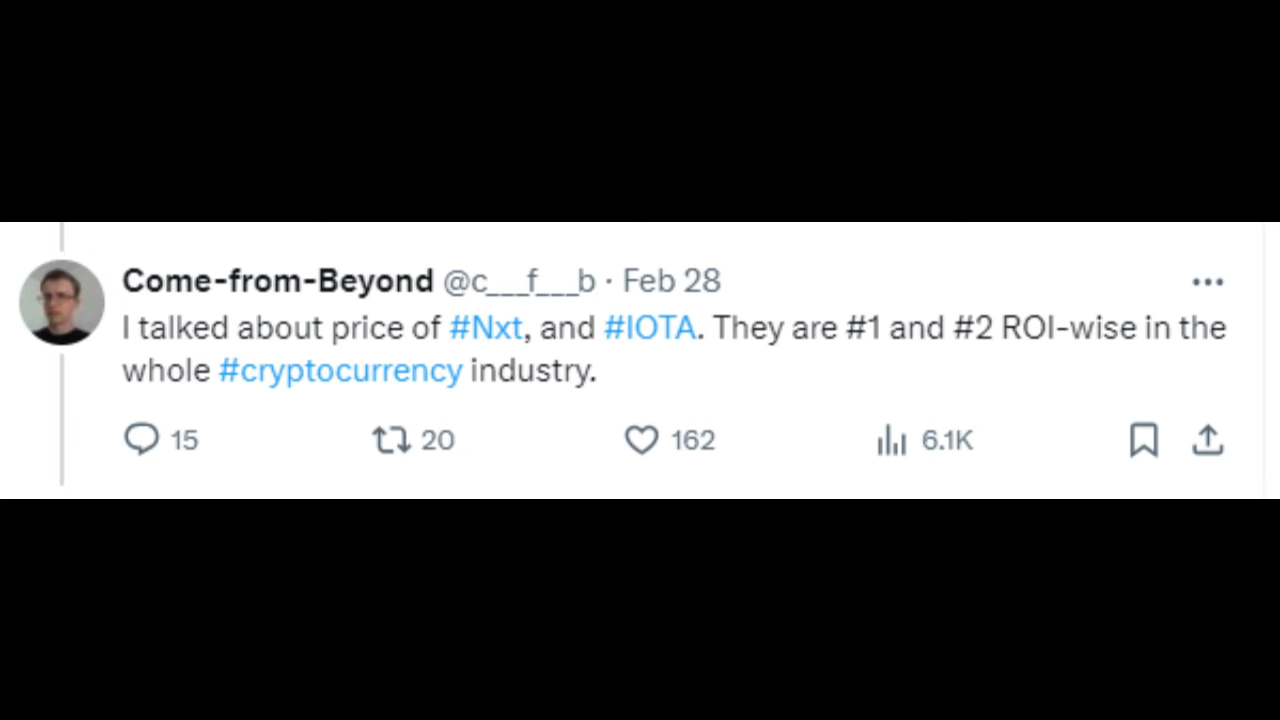 Come-from-Beyond @c___f___b · Feb 28
I talked about price of #Nxt, and #IOTA. They are #1 and #2 ROI-wise in the
whole #cryptocurrency industry.
15 20 162 6.1K